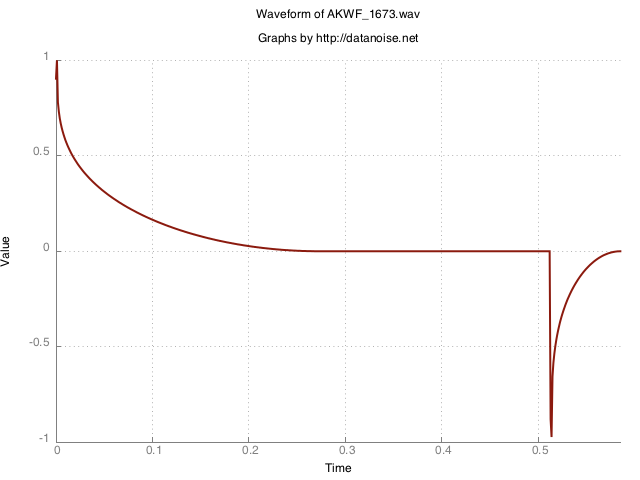 Waveform of AKWF_1673.wav
Graphs by http://datanoise.net
1
0.5
0
-0.5
-1
Value
0 0.1 0.2 0.3 0.4 0.5
Time